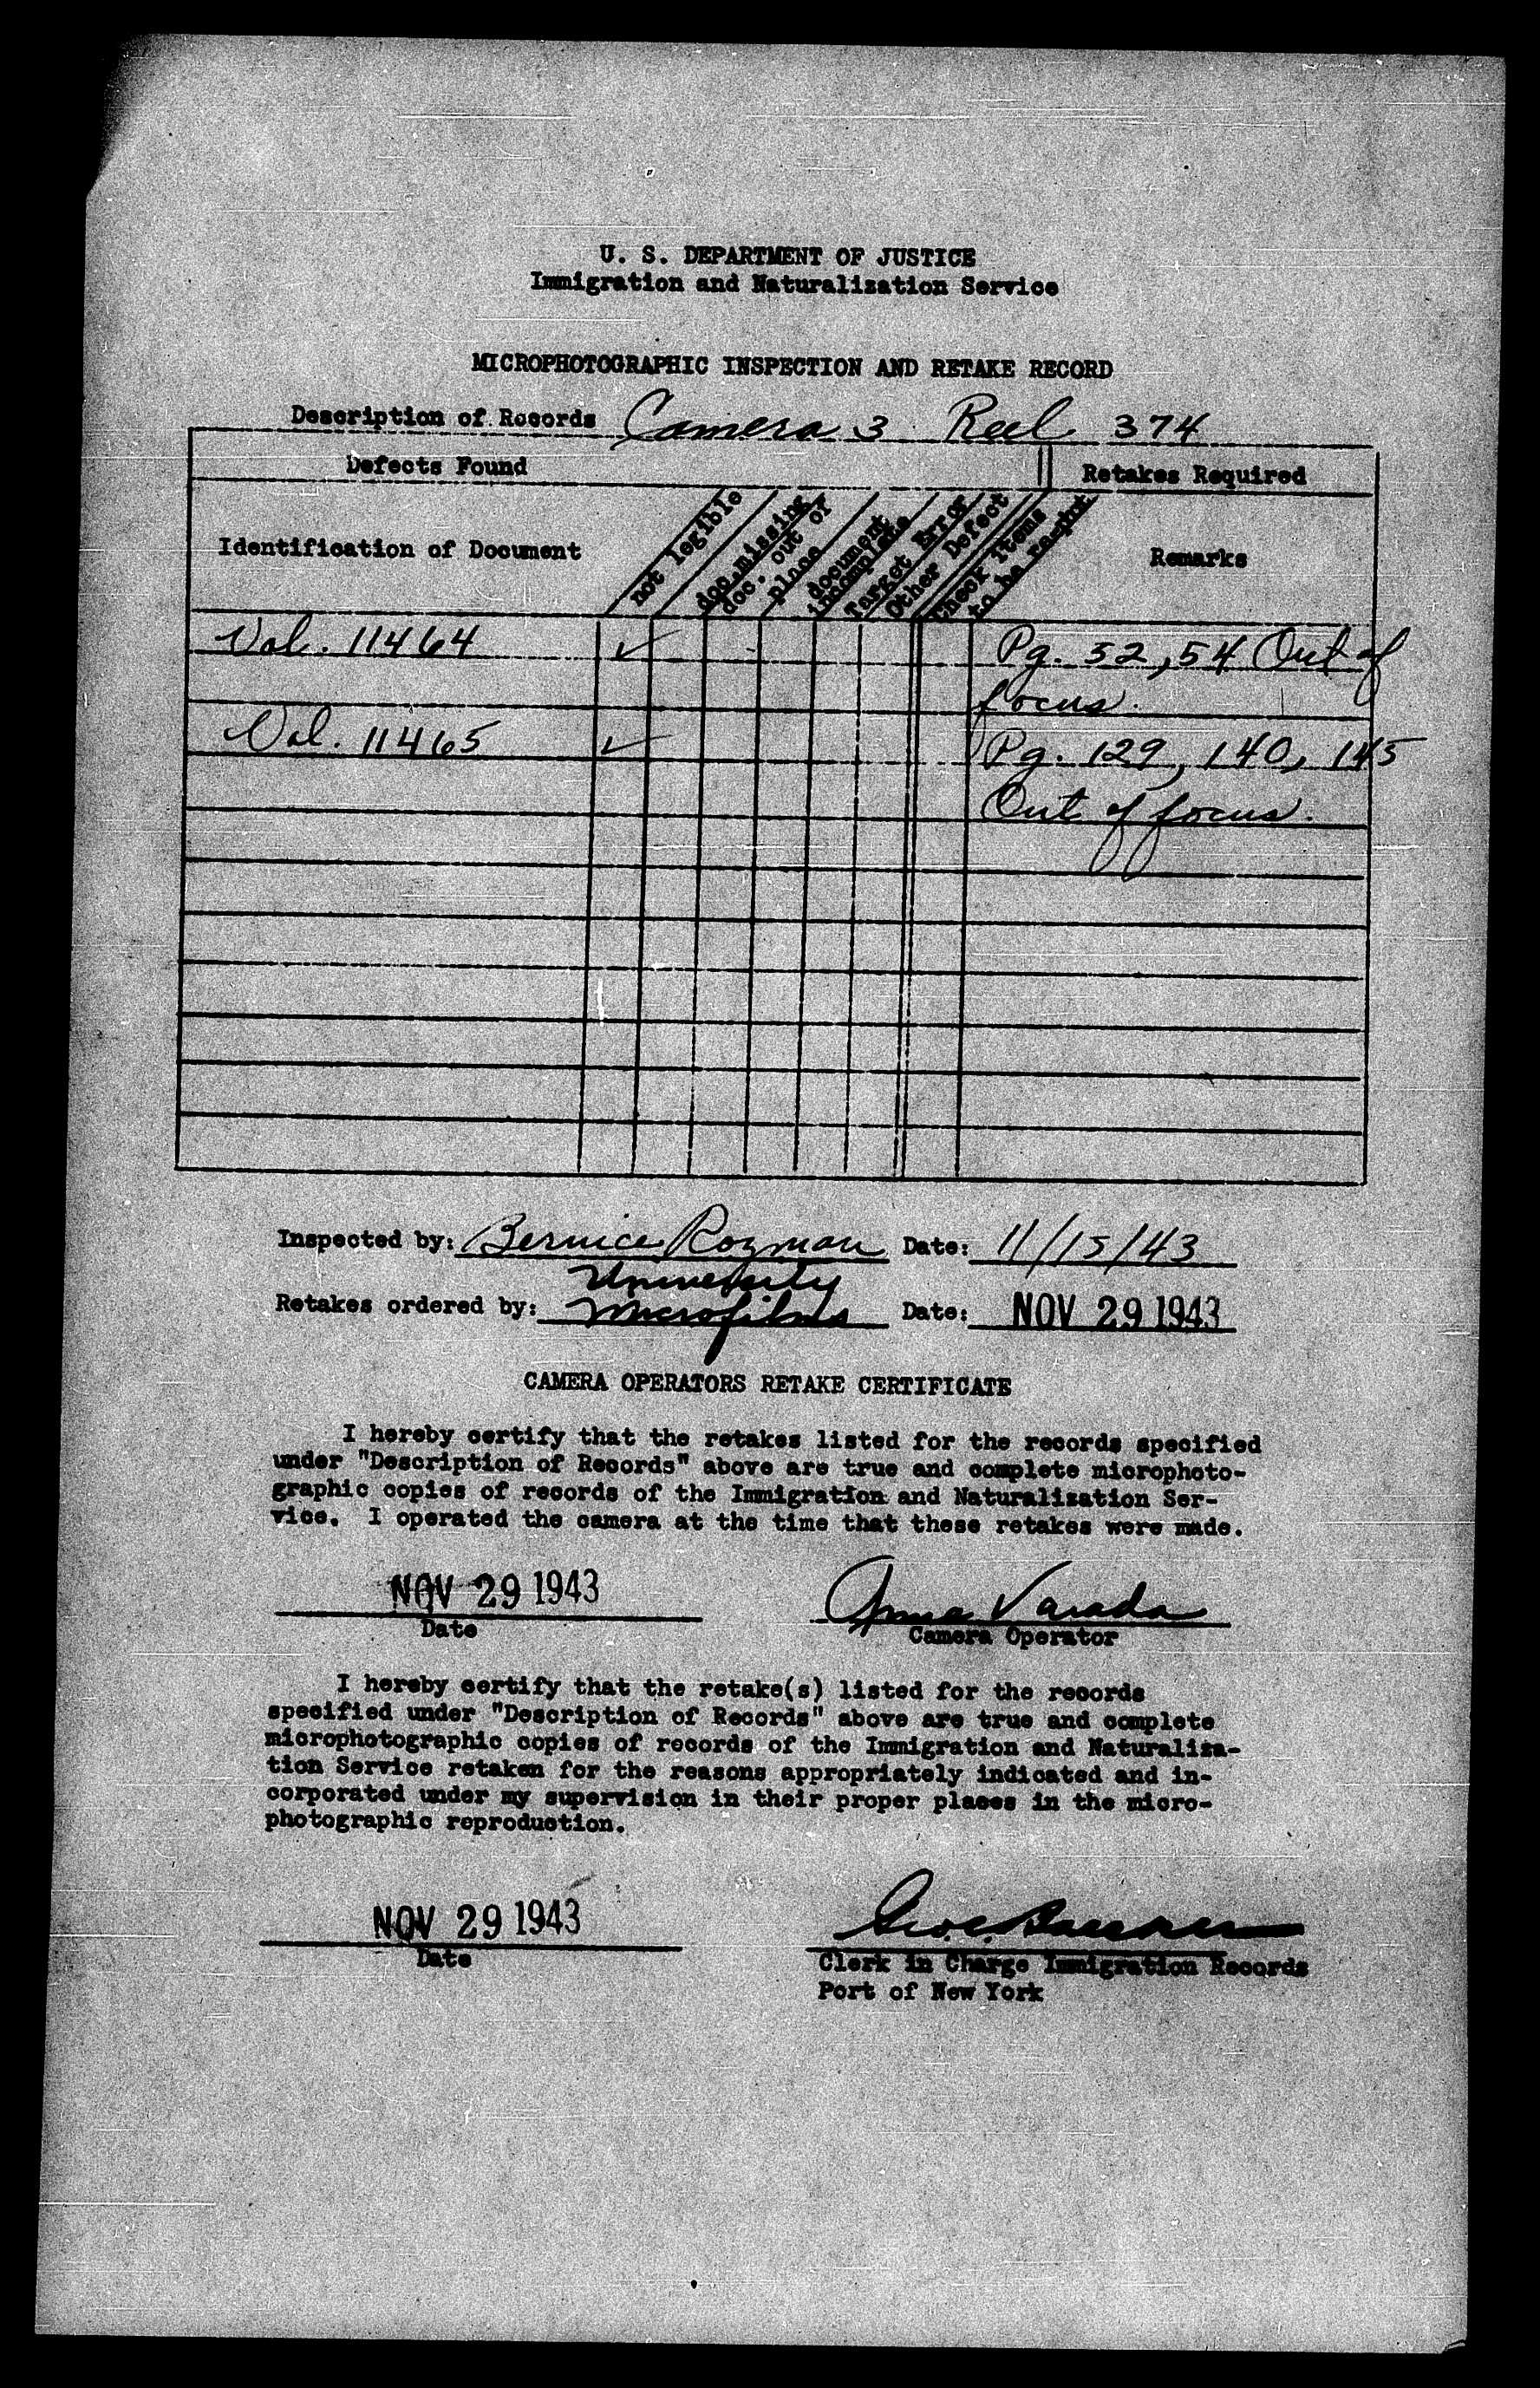 U. S. DEPARTMENT OF JUSTICE
Immigration and Naturalization Service
MICROPHOTOGRAPHIC INSPECTION AND RETAKE RECORD
Description of Records Camera 3 Reel 374
Defects Found
Retakes Required
Identification of Document
not legible
doc. missing
doc. out of
place
document
incomplete
Target Error
Other Defect
Check items
to be re-pht
Remarks
Vol. 11464 ✓ Pg. 52, 54 Out of
focus.
Vol. 11465 ✓ Pg. 129, 140, 145
Out of focus.
Inspected by: Bernice Rozman Date: 11/15/43
University
Retakes ordered by: Microfilms Date: NOV 29 1943
CAMERA OPERATORS RETAKE CERTIFICATE
I hereby certify that the retakes listed for the records specified
under "Description of Records" above are true and complete microphoto-
graphic copies of records of the Immigration and Naturalization Ser-
vice. I operated the camera at the time that these retakes were made.
NOV 29 1943 Anna Varada
Date Camera Operator
I hereby certify that the retake(s) listed for the records
specified under "Description of Records" above are true and complete
microphotographic copies of records of the Immigration and Naturaliza-
tion Service retaken for the reasons appropriately indicated and in-
corporated under my supervision in their proper places in the micro-
photographic reproduction.
NOV 29 1943 Geo. C.
Date
Clerk in Charge Immigration Records
Port of New York